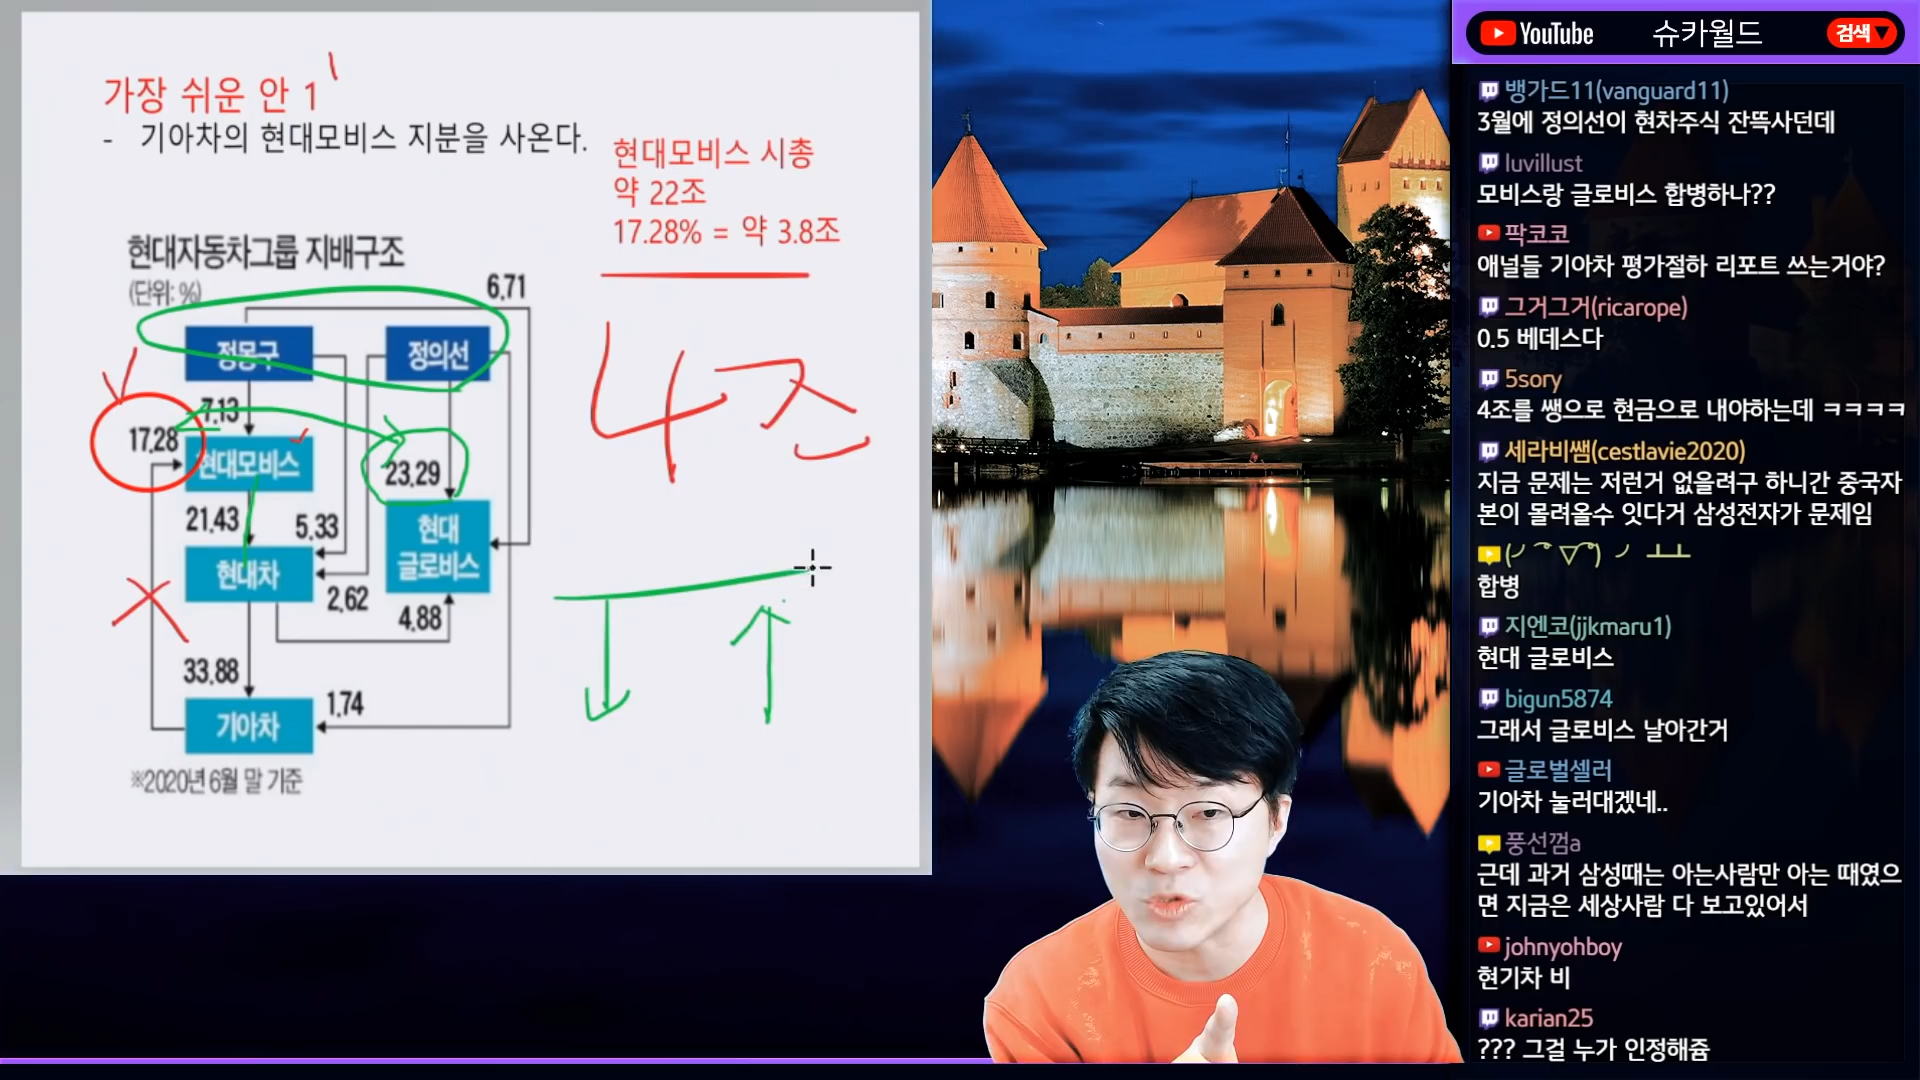 가장 쉬운 안 1
- 기아차의 현대모비스 지분을 사온다.
현대모비스 시총
약 22조
17.28% = 약 3.8조
4조
현대자동차그룹 지배구조
(단위: %)
6.71
정몽구
정의선
7.13
17.28
현대모비스
23.29
21.43
5.33
현대
글로비스
현대차
2.62
4.88
33.88
1.74
기아차
※2020년 6월 말 기준
YouTube 슈카월드 검색▼
뱅가드11(vanguard11)
3월에 정의선이 현차주식 잔뜩사던데
luvillust
모비스랑 글로비스 합병하나??
팍코코
애널들 기아차 평가절하 리포트 쓰는거야?
그거그거(ricarope)
0.5 베데스다
5sory
4조를 쌩으로 현금으로 내야하는데 ㅋㅋㅋㅋ
세라비쌤(cestlavie2020)
지금 문제는 저런거 없을려구 하니간 중국자
본이 몰려올수 잇다거 삼성전자가 문제임
(╯ ͡° ▽ ͡°) ╯ ┻┻
합병
지엔코(jjkmaru1)
현대 글로비스
bigun5874
그래서 글로비스 날아간거
글로벌셀러
기아차 눌러대겠네..
풍선껌a
근데 과거 삼성때는 아는사람만 아는 때였으
면 지금은 세상사람 다 보고있어서
johnyohboy
현기차 비
karian25
??? 그걸 누가 인정해쥼